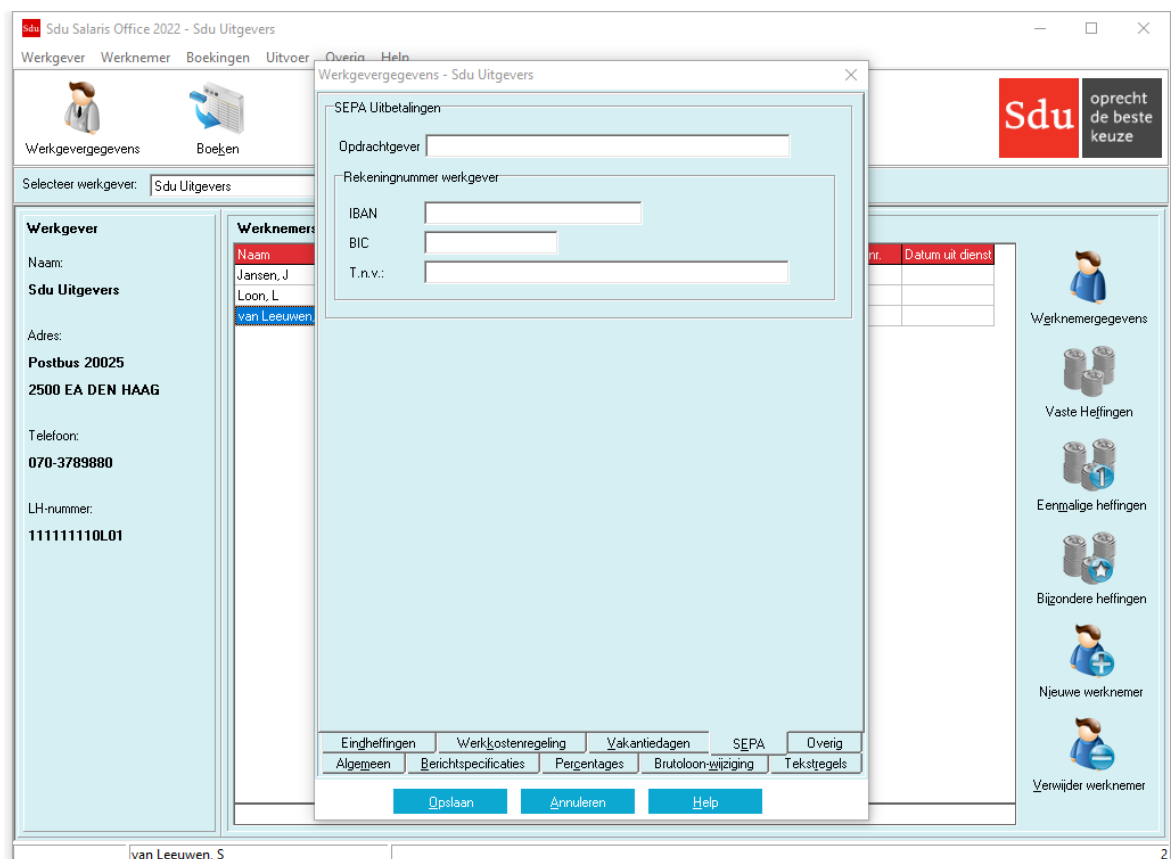 Sdu Sdu Salaris Office 2022 - Sdu Uitgevers
Werkgever Werknemer Boekingen Uitvoer Overig Help
Werkgevergegevens
Boeken
Sdu
oprecht
de beste
keuze
Selecteer werkgever: Sdu Uitgevers
Werkgever
Naam:
Sdu Uitgevers
Adres:
Postbus 20025
2500 EA DEN HAAG
Telefoon:
070-3789880
LH-nummer:
111111110L01
Werknemers
Naam nr. Datum uit dienst
Jansen, J
Loon, L
van Leeuwen,
Werkgevergegevens - Sdu Uitgevers
SEPA Uitbetalingen
Opdrachtgever
Rekeningnummer werkgever
IBAN
BIC
T.n.v.:
Eindheffingen Werkkostenregeling Vakantiedagen SEPA Overig
Algemeen Berichtspecificaties Percentages Brutoloon-wijziging Tekstregels
Opslaan Annuleren Help
Werknemergegevens
Vaste Heffingen
1
Eenmalige heffingen
Bijzondere heffingen
Nieuwe werknemer
Verwijder werknemer
van Leeuwen, S 2